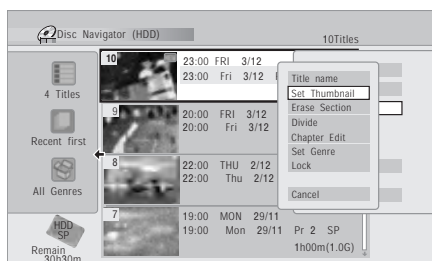 Disc Navigator (HDD)
10Titles
4 Titles
Recent first
All Genres
HDD
SP
Remain
30h30m
10
23:00 FRI 3/12
23:00 Fri 3/12
9
20:00 FRI 3/12
20:00 Fri 3/12
8
22:00 THU 2/12
22:00 Thu 2/12
7
19:00 MON 29/11
19:00 Mon 29/11 Pr 2 SP
1h00m(1.0G)
Title name
Set Thumbnail
Erase Section
Divide
Chapter Edit
Set Genre
Lock
Cancel